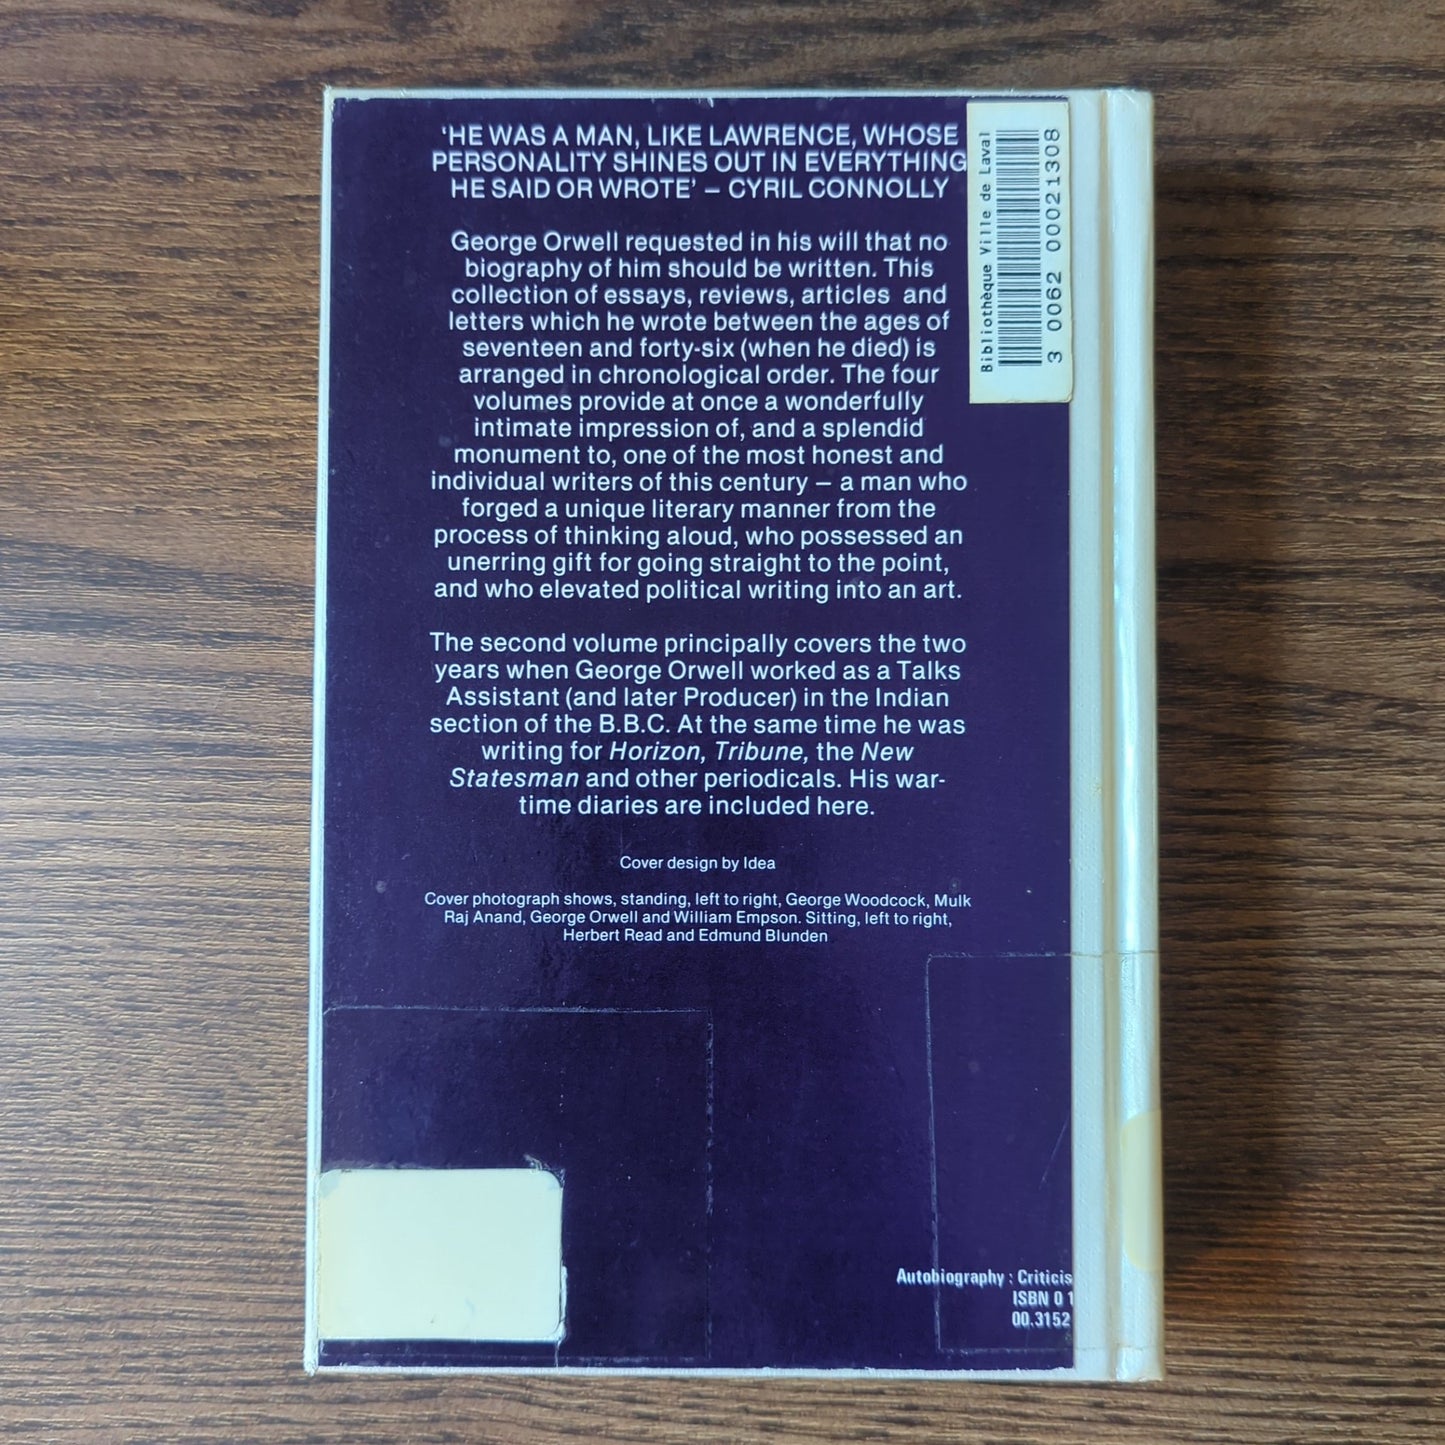 'HE WAS A MAN, LIKE LAWRENCE, WHOSE
PERSONALITY SHINES OUT IN EVERYTHING
HE SAID OR WROTE' – CYRIL CONNOLLY
George Orwell requested in his will that no
biography of him should be written. This
collection of essays, reviews, articles and
letters which he wrote between the ages of
seventeen and forty-six (when he died) is
arranged in chronological order. The four
volumes provide at once a wonderfully
intimate impression of, and a splendid
monument to, one of the most honest and
individual writers of this century – a man who
forged a unique literary manner from the
process of thinking aloud, who possessed an
unerring gift for going straight to the point,
and who elevated political writing into an art.
The second volume principally covers the two
years when George Orwell worked as a Talks
Assistant (and later Producer) in the Indian
section of the B.B.C. At the same time he was
writing for Horizon, Tribune, the New
Statesman and other periodicals. His war-
time diaries are included here.
Cover design by Idea
Cover photograph shows, standing, left to right, George Woodcock, Mulk
Raj Anand, George Orwell and William Empson. Sitting, left to right,
Herbert Read and Edmund Blunden
Bibliothèque Ville de Laval
3 0062 00021308
Autobiography : Criticis
ISBN 0 1
00.3152